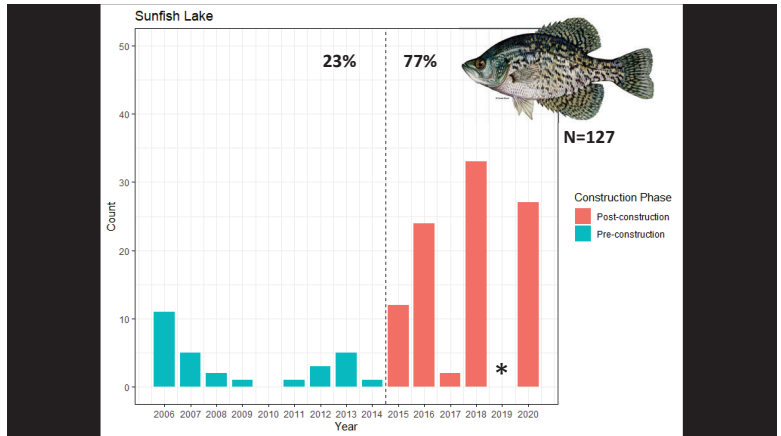 Sunfish Lake
50
40
30
20
10
0
Count
23%
77%
N=127
*
Construction Phase
Post-construction
Pre-construction
2006 2007 2008 2009 2010 2011 2012 2013 2014 2015 2016 2017 2018 2019 2020
Year